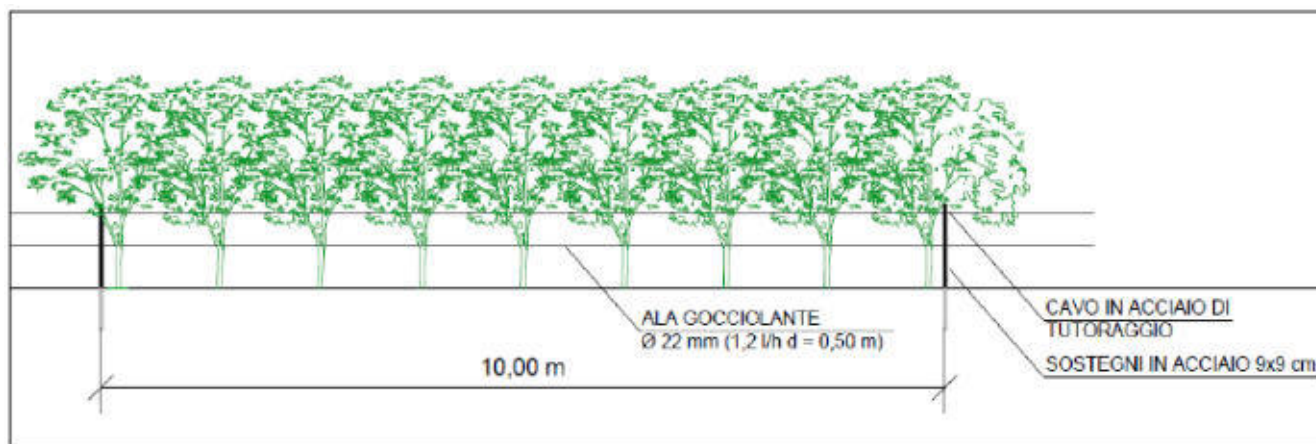 ALA GOCCIOLANTE
Ø 22 mm (1,2 l/h d = 0,50 m)
10,00 m
CAVO IN ACCIAIO DI
TUTORAGGIO
SOSTEGNI IN ACCIAIO 9x9 cm